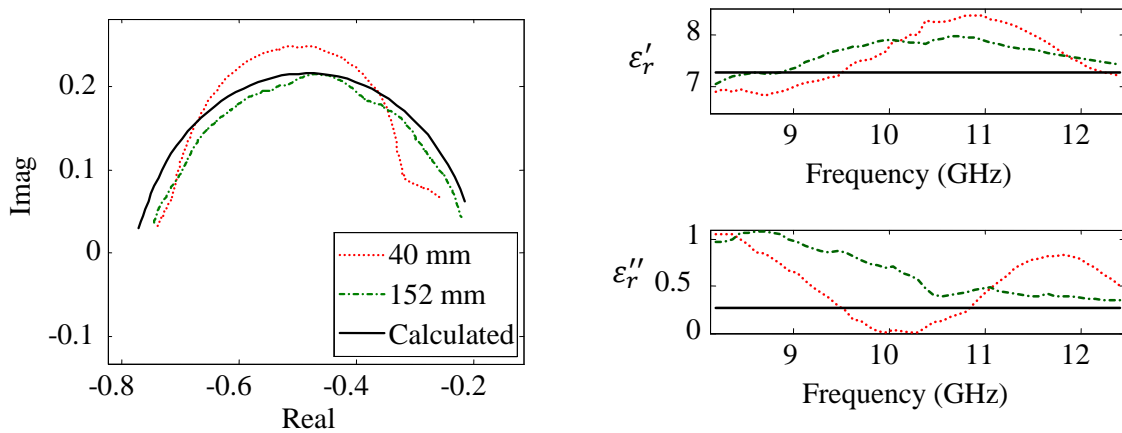 0.2
0.1
0
-0.1
Imag
-0.8 -0.6 -0.4 -0.2
Real
40 mm
152 mm
Calculated
8
7
ε′r
9 10 11 12
Frequency (GHz)
1
0.5
0
ε′′r
9 10 11 12
Frequency (GHz)